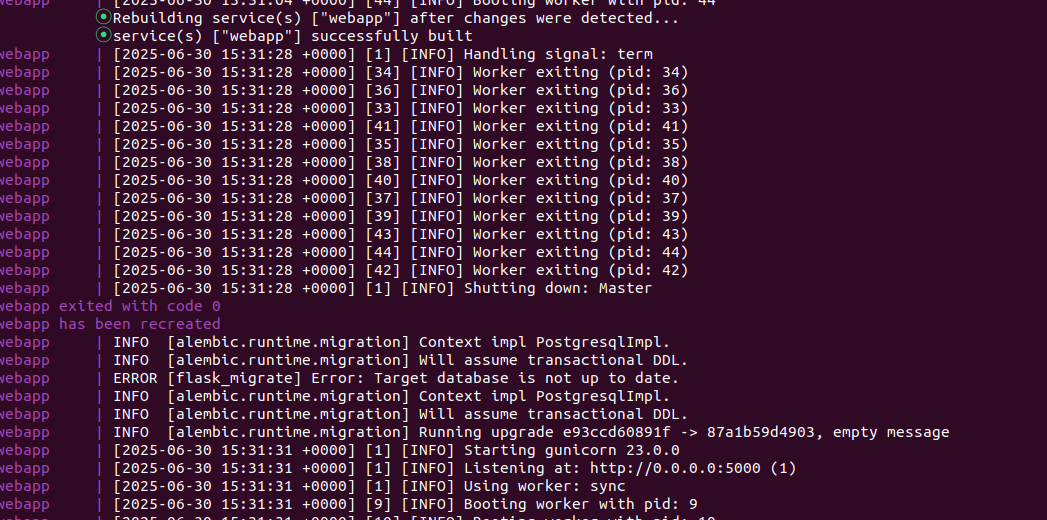 webapp | [2025-06-30 15:31:04 +0000] [44] [INFO] Booting worker with pid: 44
Rebuilding service(s) ["webapp"] after changes were detected...
service(s) ["webapp"] successfully built
webapp | [2025-06-30 15:31:28 +0000] [1] [INFO] Handling signal: term
webapp | [2025-06-30 15:31:28 +0000] [34] [INFO] Worker exiting (pid: 34)
webapp | [2025-06-30 15:31:28 +0000] [36] [INFO] Worker exiting (pid: 36)
webapp | [2025-06-30 15:31:28 +0000] [33] [INFO] Worker exiting (pid: 33)
webapp | [2025-06-30 15:31:28 +0000] [41] [INFO] Worker exiting (pid: 41)
webapp | [2025-06-30 15:31:28 +0000] [35] [INFO] Worker exiting (pid: 35)
webapp | [2025-06-30 15:31:28 +0000] [38] [INFO] Worker exiting (pid: 38)
webapp | [2025-06-30 15:31:28 +0000] [40] [INFO] Worker exiting (pid: 40)
webapp | [2025-06-30 15:31:28 +0000] [37] [INFO] Worker exiting (pid: 37)
webapp | [2025-06-30 15:31:28 +0000] [39] [INFO] Worker exiting (pid: 39)
webapp | [2025-06-30 15:31:28 +0000] [43] [INFO] Worker exiting (pid: 43)
webapp | [2025-06-30 15:31:28 +0000] [44] [INFO] Worker exiting (pid: 44)
webapp | [2025-06-30 15:31:28 +0000] [42] [INFO] Worker exiting (pid: 42)
webapp | [2025-06-30 15:31:28 +0000] [1] [INFO] Shutting down: Master
webapp exited with code 0
webapp has been recreated
webapp | INFO [alembic.runtime.migration] Context impl PostgresqlImpl.
webapp | INFO [alembic.runtime.migration] Will assume transactional DDL.
webapp | ERROR [flask_migrate] Error: Target database is not up to date.
webapp | INFO [alembic.runtime.migration] Context impl PostgresqlImpl.
webapp | INFO [alembic.runtime.migration] Will assume transactional DDL.
webapp | INFO [alembic.runtime.migration] Running upgrade e93ccd60891f -> 87a1b59d4903, empty message
webapp | [2025-06-30 15:31:31 +0000] [1] [INFO] Starting gunicorn 23.0.0
webapp | [2025-06-30 15:31:31 +0000] [1] [INFO] Listening at: http://0.0.0.0:5000 (1)
webapp | [2025-06-30 15:31:31 +0000] [1] [INFO] Using worker: sync
webapp | [2025-06-30 15:31:31 +0000] [9] [INFO] Booting worker with pid: 9
webapp | [2025-06-30 15:31:31 +0000] [10] [INFO] Booting worker with pid: 10